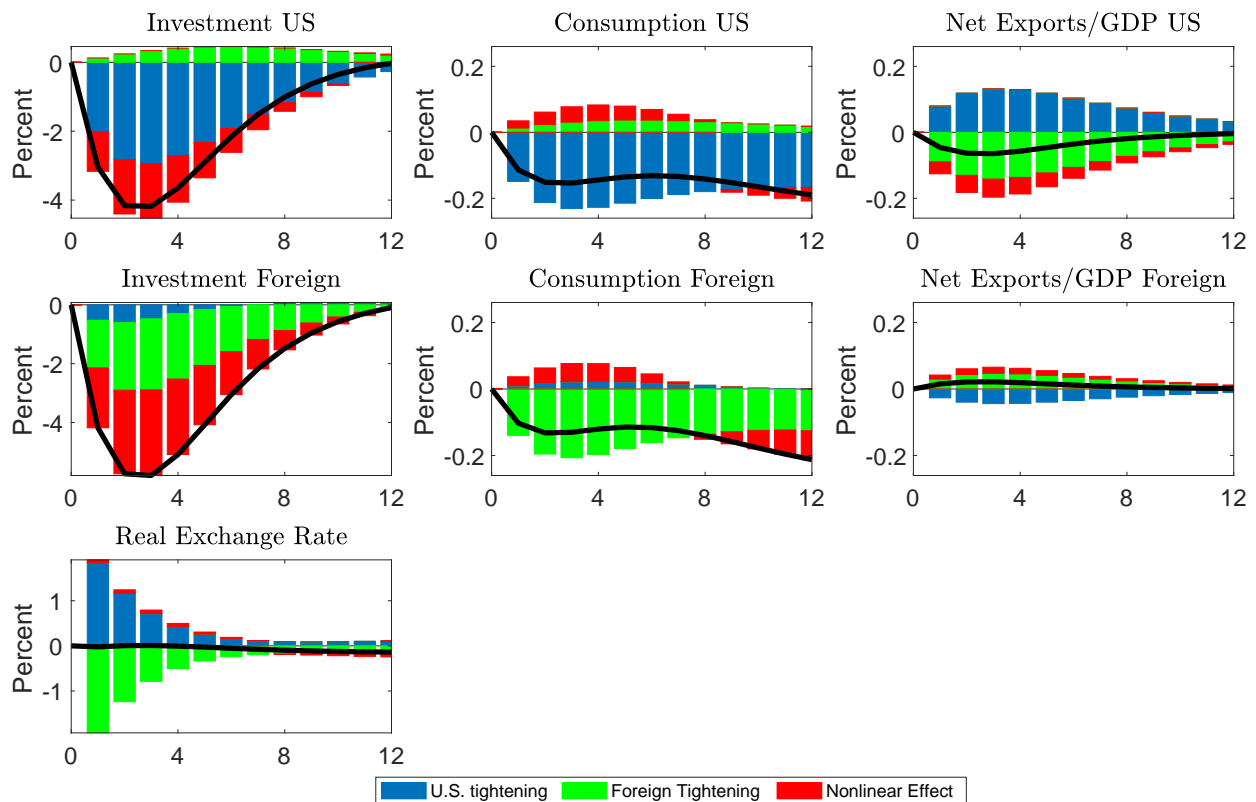 Investment US
Consumption US
Net Exports/GDP US
Percent
0
-2
-4
0 4 8 12
Percent
0.2
0
-0.2
0 4 8 12
Percent
0.2
0
-0.2
0 4 8 12
Investment Foreign
Consumption Foreign
Net Exports/GDP Foreign
Percent
0
-2
-4
0 4 8 12
Percent
0.2
0
-0.2
0 4 8 12
Percent
0.2
0
-0.2
0 4 8 12
Real Exchange Rate
Percent
1
0
-1
0 4 8 12
U.S. tightening Foreign Tightening Nonlinear Effect